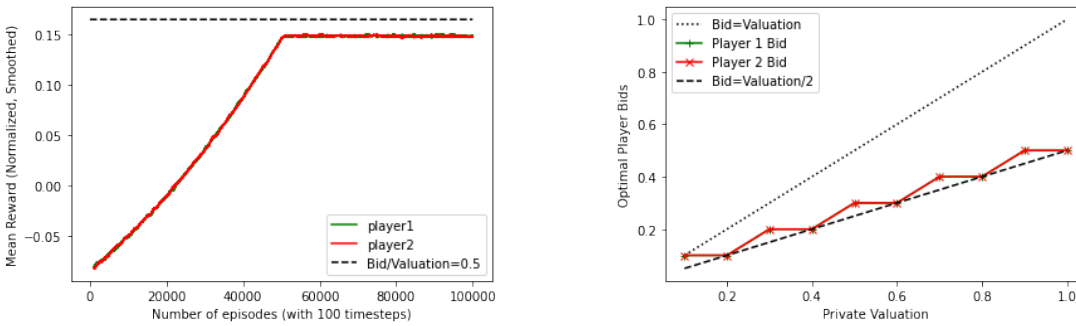 Mean Reward (Normalized, Smoothed)
0.15
0.10
0.05
0.00
−0.05
player1
player2
Bid/Valuation=0.5
0
20000
40000
60000
80000
100000
Number of episodes (with 100 timesteps)
Optimal Player Bids
1.0
0.8
0.6
0.4
0.2
Bid=Valuation
Player 1 Bid
Player 2 Bid
Bid=Valuation/2
0.2
0.4
0.6
0.8
1.0
Private Valuation